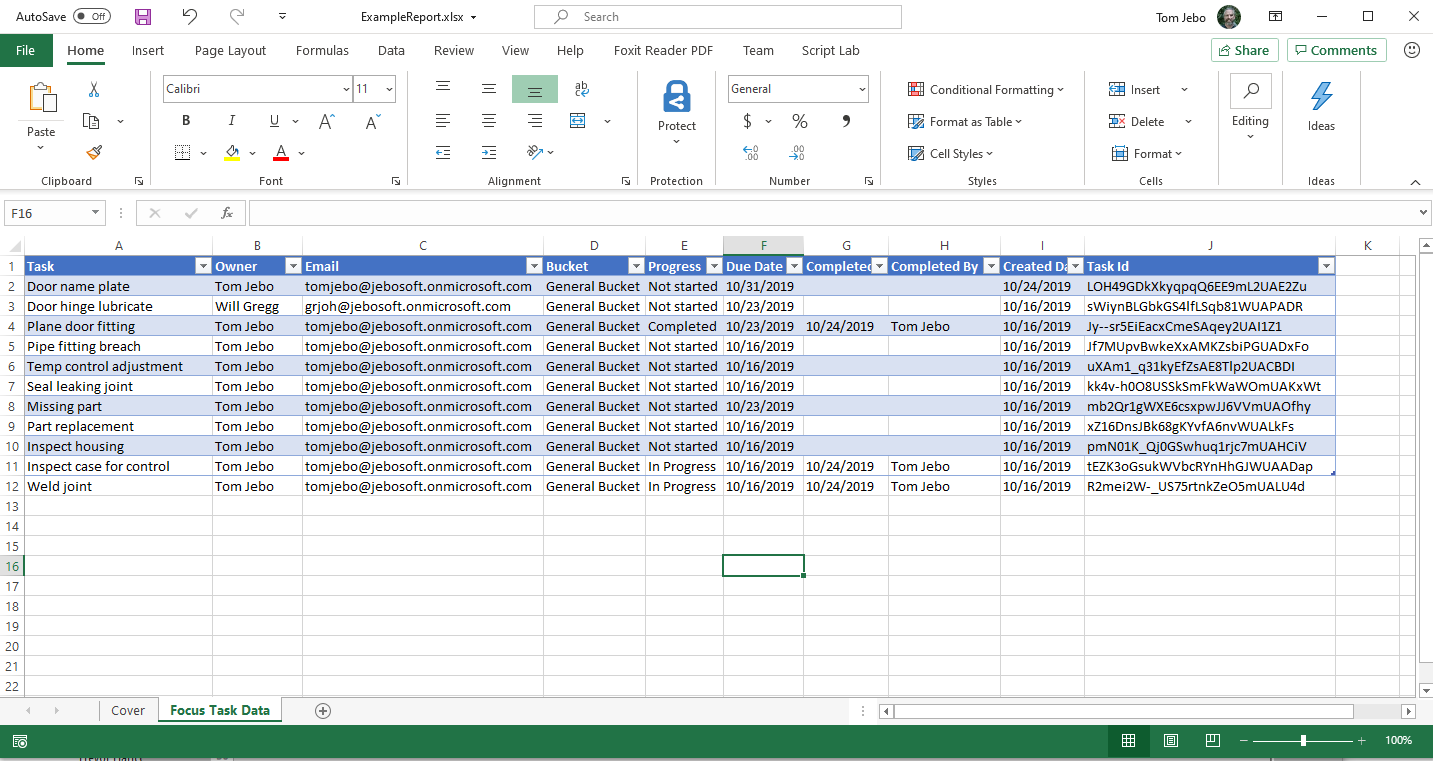 AutoSave Off ExampleReport.xlsx Search Tom Jebo
File Home Insert Page Layout Formulas Data Review View Help Foxit Reader PDF Team Script Lab Share Comments
Calibri 11 ab General Conditional Formatting Insert
Paste B I U A A Protect $ % Format as Table Delete Editing Ideas
A Cell Styles Format
Clipboard Font Alignment Protection Number Styles Cells Ideas
F16 fx
A B C D E F G H I J K
1 Task Owner Email Bucket Progress Due Date Completed Completed By Created Da Task Id
2 Door name plate Tom Jebo tomjebo@jebosoft.onmicrosoft.com General Bucket Not started 10/31/2019 10/24/2019 LOH49GDkXkyqpqQ6EE9mL2UAE2Zu
3 Door hinge lubricate Will Gregg grjoh@jebosoft.onmicrosoft.com General Bucket Not started 10/23/2019 10/16/2019 sWiynBLGbkGS4lfLSqb81WUAPADR
4 Plane door fitting Tom Jebo tomjebo@jebosoft.onmicrosoft.com General Bucket Completed 10/23/2019 10/24/2019 Tom Jebo 10/16/2019 Jy--sr5EiEacxCmeSAqey2UAI1Z1
5 Pipe fitting breach Tom Jebo tomjebo@jebosoft.onmicrosoft.com General Bucket Not started 10/16/2019 10/16/2019 Jf7MUpvBwkeXxAMKZsbiPGUADxFo
6 Temp control adjustment Tom Jebo tomjebo@jebosoft.onmicrosoft.com General Bucket Not started 10/16/2019 10/16/2019 uXAm1_q31kyEfZsAE8Tlp2UACBDI
7 Seal leaking joint Tom Jebo tomjebo@jebosoft.onmicrosoft.com General Bucket Not started 10/16/2019 10/16/2019 kk4v-h0O8USSkSmFkWaWOmUAKxWt
8 Missing part Tom Jebo tomjebo@jebosoft.onmicrosoft.com General Bucket Not started 10/23/2019 10/16/2019 mb2Qr1gWXE6csxpwJJ6VVmUAOfhy
9 Part replacement Tom Jebo tomjebo@jebosoft.onmicrosoft.com General Bucket Not started 10/16/2019 10/16/2019 xZ16DnsJBk68gKYvfA6nvWUALkFs
10 Inspect housing Tom Jebo tomjebo@jebosoft.onmicrosoft.com General Bucket Not started 10/16/2019 10/16/2019 pmN01K_Qj0GSwhuq1rjc7mUAHCiV
11 Inspect case for control Tom Jebo tomjebo@jebosoft.onmicrosoft.com General Bucket In Progress 10/16/2019 10/24/2019 Tom Jebo 10/16/2019 tEZK3oGsukWVbcRYnHhGJWUAADap
12 Weld joint Tom Jebo tomjebo@jebosoft.onmicrosoft.com General Bucket In Progress 10/16/2019 10/24/2019 Tom Jebo 10/16/2019 R2mei2W-_US75rtnkZeO5mUALU4d
13
14
15
16
17
18
19
20
21
22
Cover Focus Task Data
100%